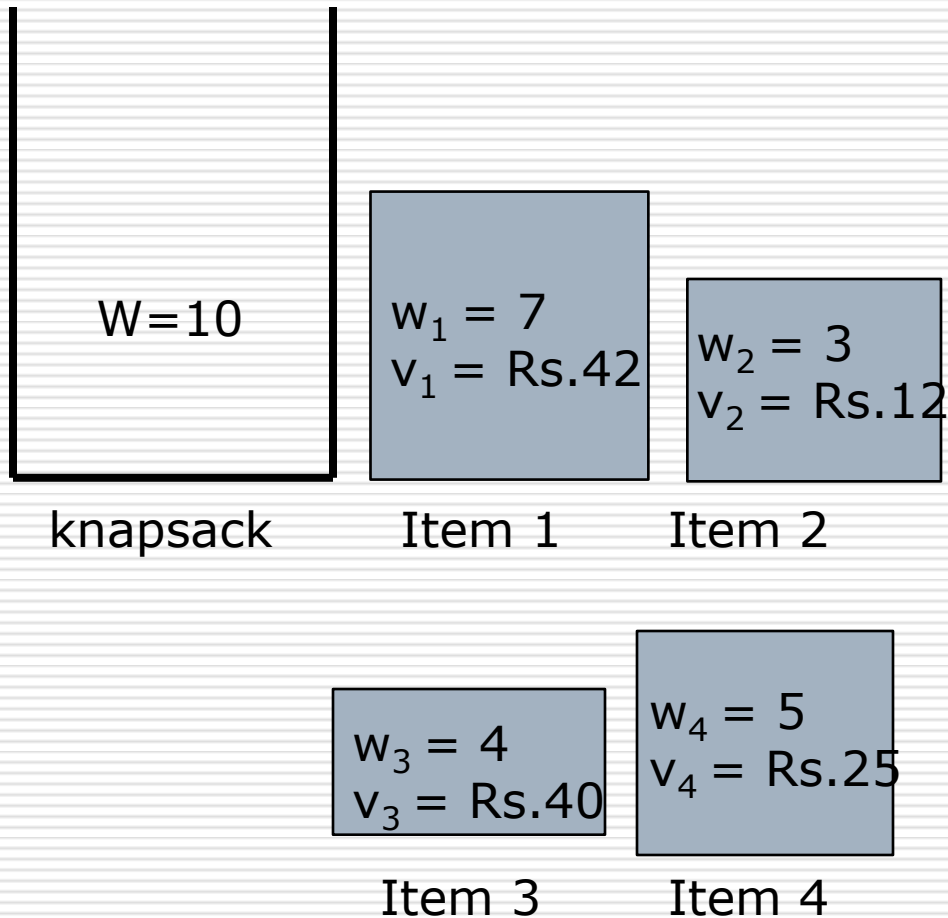 W=10
w₁ = 7
v₁ = Rs.42
w₂ = 3
v₂ = Rs.12
knapsack
Item 1
Item 2
w₃ = 4
v₃ = Rs.40
w₄ = 5
v₄ = Rs.25
Item 3
Item 4